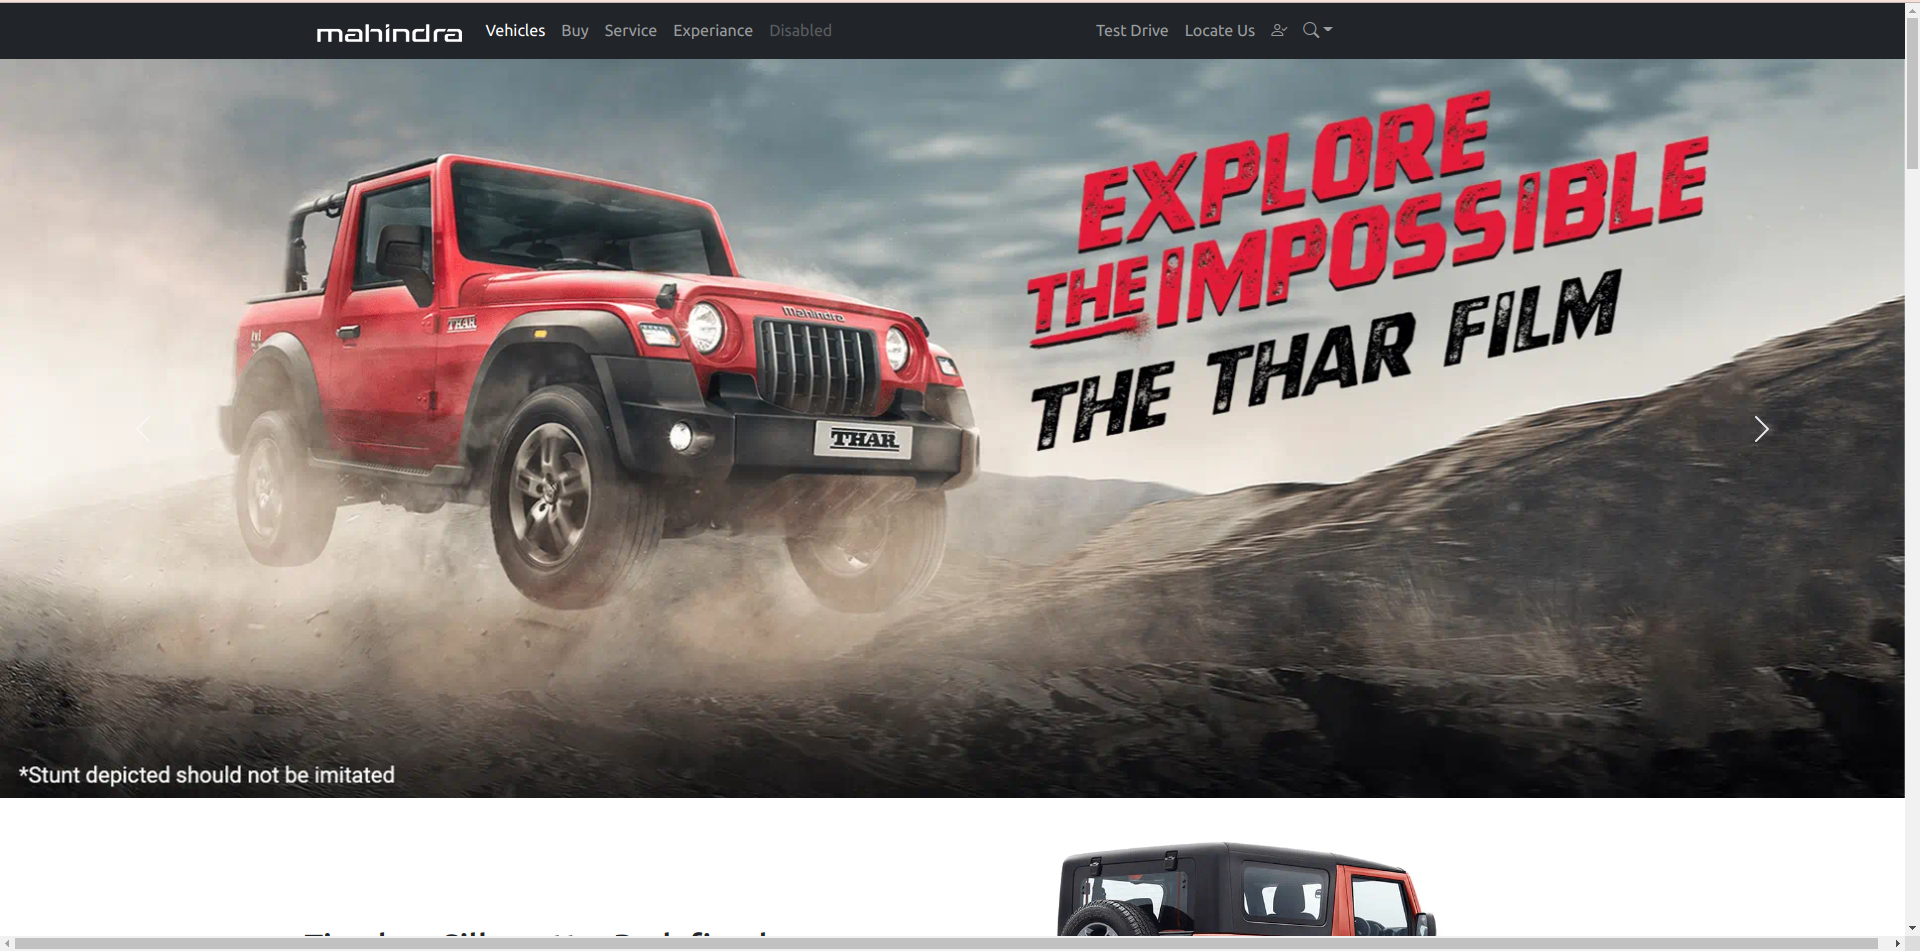 mahindra Vehicles Buy Service Experiance Disabled Test Drive Locate Us
EXPLORE
THE IMPOSSIBLE
THE THAR FILM
mahindra
THAR
THAR
*Stunt depicted should not be imitated